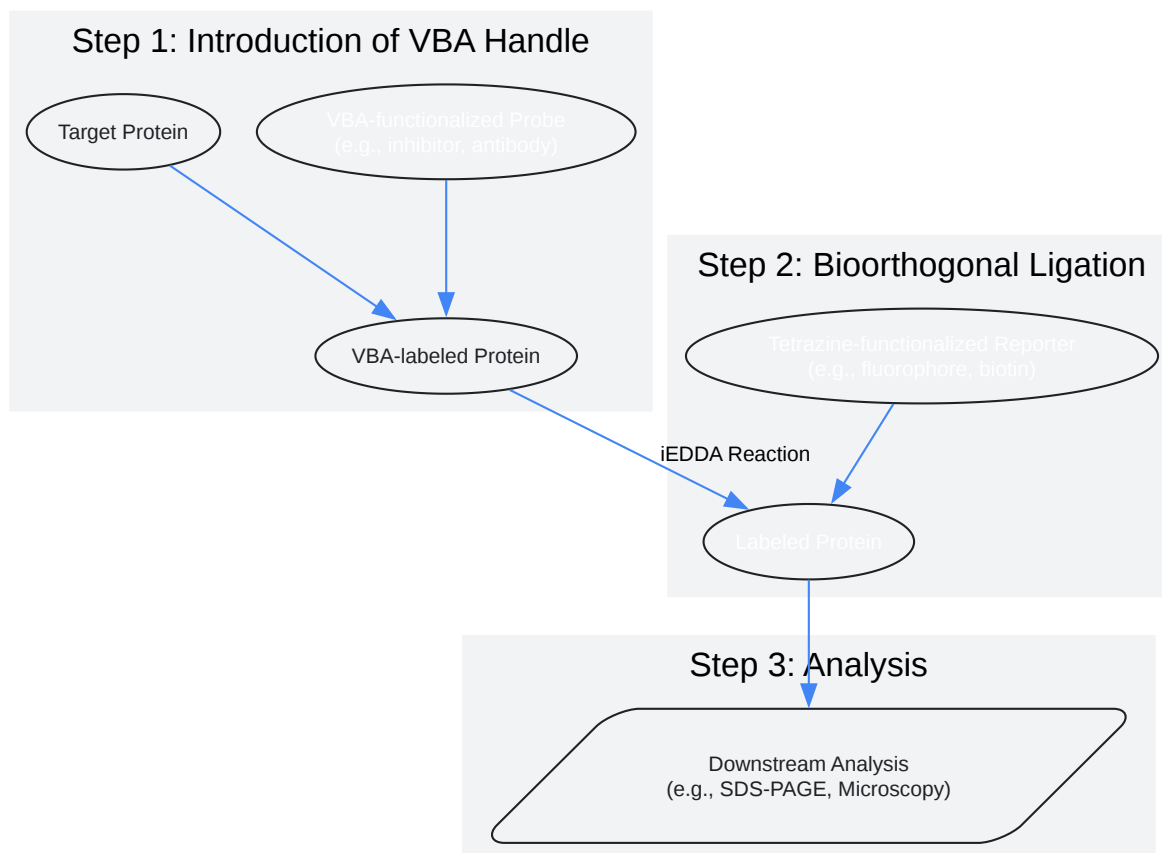 Step 1: Introduction of VBA Handle
Target Protein
VBA-functionalized Probe
(e.g., inhibitor, antibody)
VBA-labeled Protein
Step 2: Bioorthogonal Ligation
Tetrazine-functionalized Reporter
(e.g., fluorophore, biotin)
iEDDA Reaction
Labeled Protein
Step 3: Analysis
Downstream Analysis
(e.g., SDS-PAGE, Microscopy)